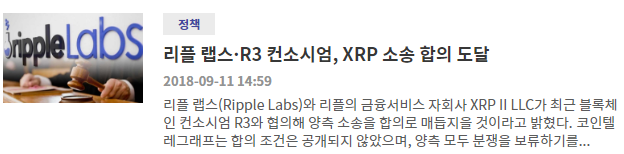 정책
rippleLabs
리플 랩스·R3 컨소시엄, XRP 소송 합의 도달
2018-09-11 14:59
리플 랩스(Ripple Labs)와 리플의 금융서비스 자회사 XRP II LLC가 최근 블록체
인 컨소시엄 R3와 협의해 양측 소송을 합의로 매듭지을 것이라고 밝혔다. 코인텔
레그래프는 합의 조건은 공개되지 않았으며, 양측 모두 분쟁을 보류하기를...